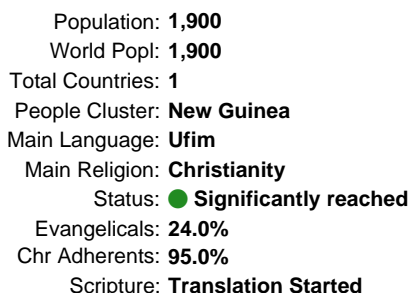 Population: 1,900
World Popl: 1,900
Total Countries: 1
People Cluster: New Guinea
Main Language: Ufim
Main Religion: Christianity
Status: Significantly reached
Evangelicals: 24.0%
Chr Adherents: 95.0%
Scripture: Translation Started